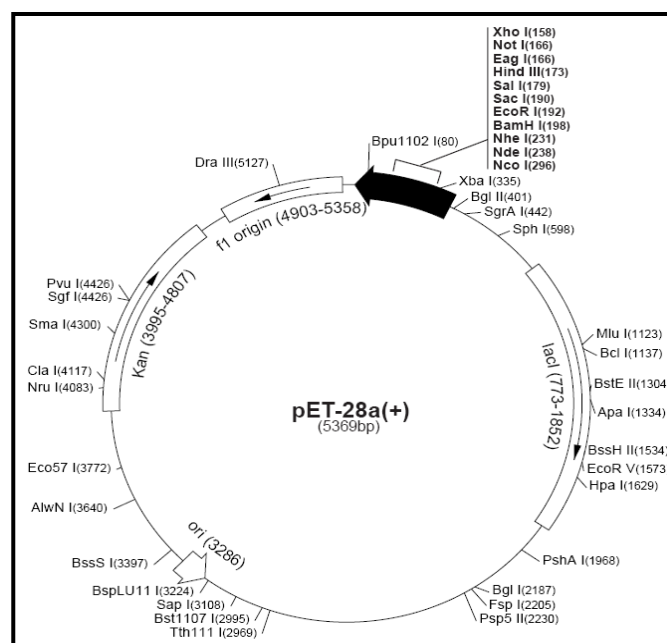 Xho I(158)
Not I(166)
Eag I(166)
Hind III(173)
Sal I(179)
Sac I(190)
EcoR I(192)
BamH I(198)
Nhe I(231)
Nde I(238)
Nco I(296)
Bpu1102 I(80)
Dra III(5127)
Xba I(335)
Bgl II(401)
SgrA I(442)
Sph I(598)
f1 origin (4903-5358)
Pvu I(4426)
Sgf I(4426)
Sma I(4300)
Kan (3995-4807)
Cla I(4117)
Nru I(4083)
Mlu I(1123)
Bcl I(1137)
BstE II(1304
Apa I(1334)
lacI (773-1852)
BssH II(1534)
EcoR V(1573
Hpa I(1629)
pET-28a(+)
(5369bp)
Eco57 I(3772)
AlwN I(3640)
ori (3286)
BssS I(3397)
PshA I(1968)
BspLU11 I(3224)
Sap I(3108)
Bst1107 I(2995)
Tth111 I(2969)
Bgl I(2187)
Fsp I(2205)
Psp5 II(2230)